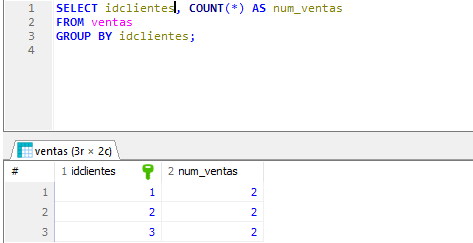 1 SELECT idclientes, COUNT(*) AS num_ventas
2 FROM ventas
3 GROUP BY idclientes;
4
ventas (3r × 2c)
# 1 idclientes 2 num_ventas
1 1 2
2 2 2
3 3 2